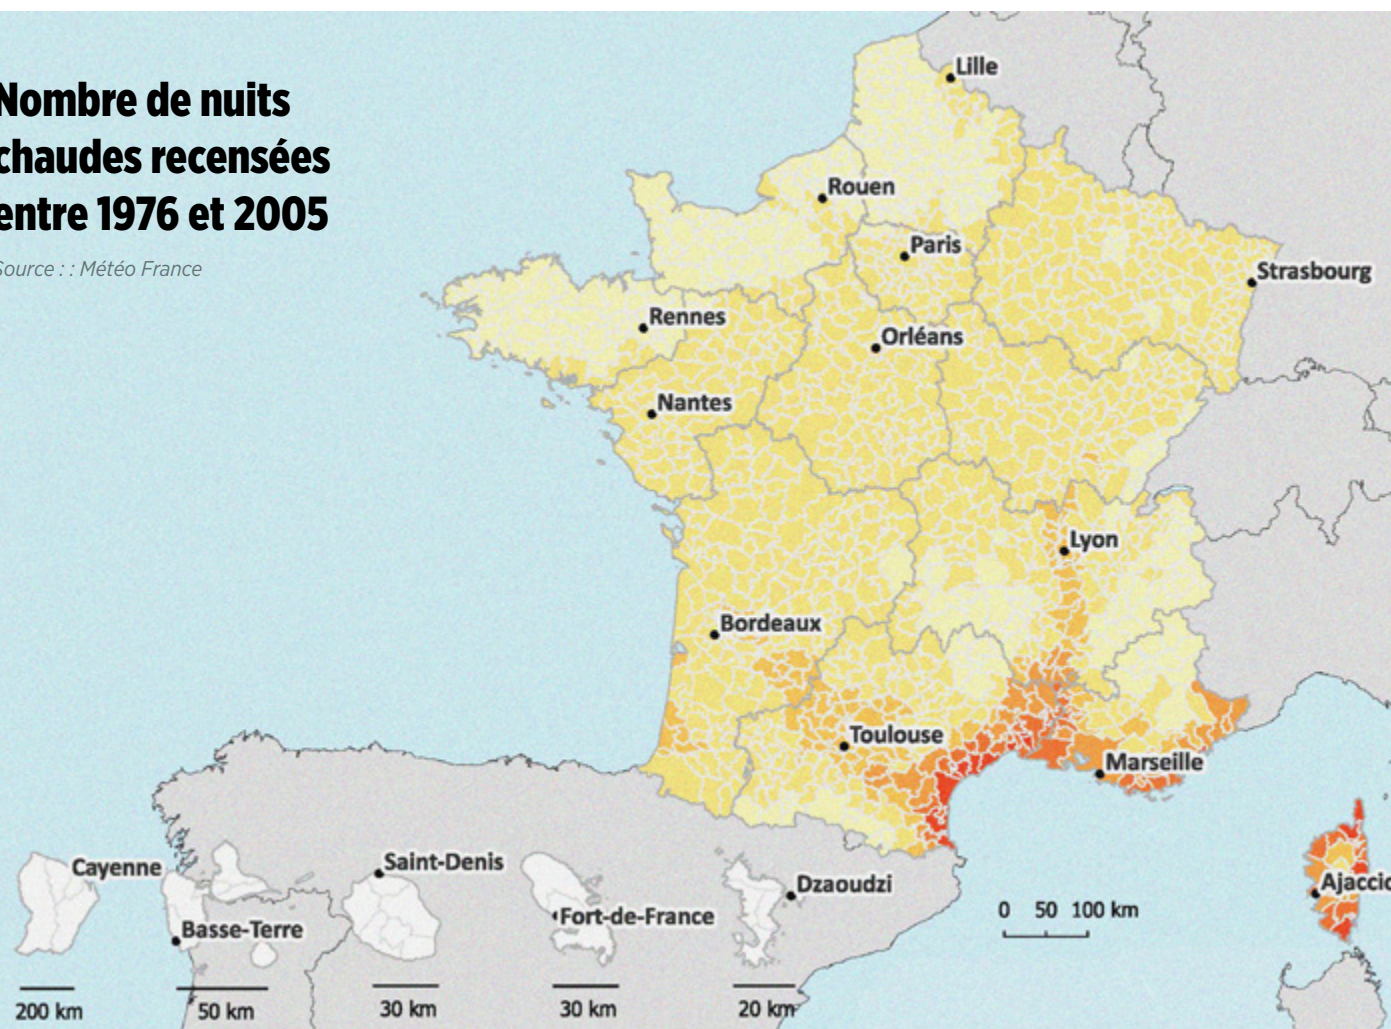 Nombre de nuits
chaudes recensées
entre 1976 et 2005
Source : : Météo France
Lille
Rouen
Paris
Strasbourg
Rennes
Orléans
Nantes
Lyon
Bordeaux
Toulouse
Marseille
Ajaccio
Cayenne
Saint-Denis
Dzaoudzi
Fort-de-France
Basse-Terre
0 50 100 km
200 km
50 km
30 km
30 km
20 km